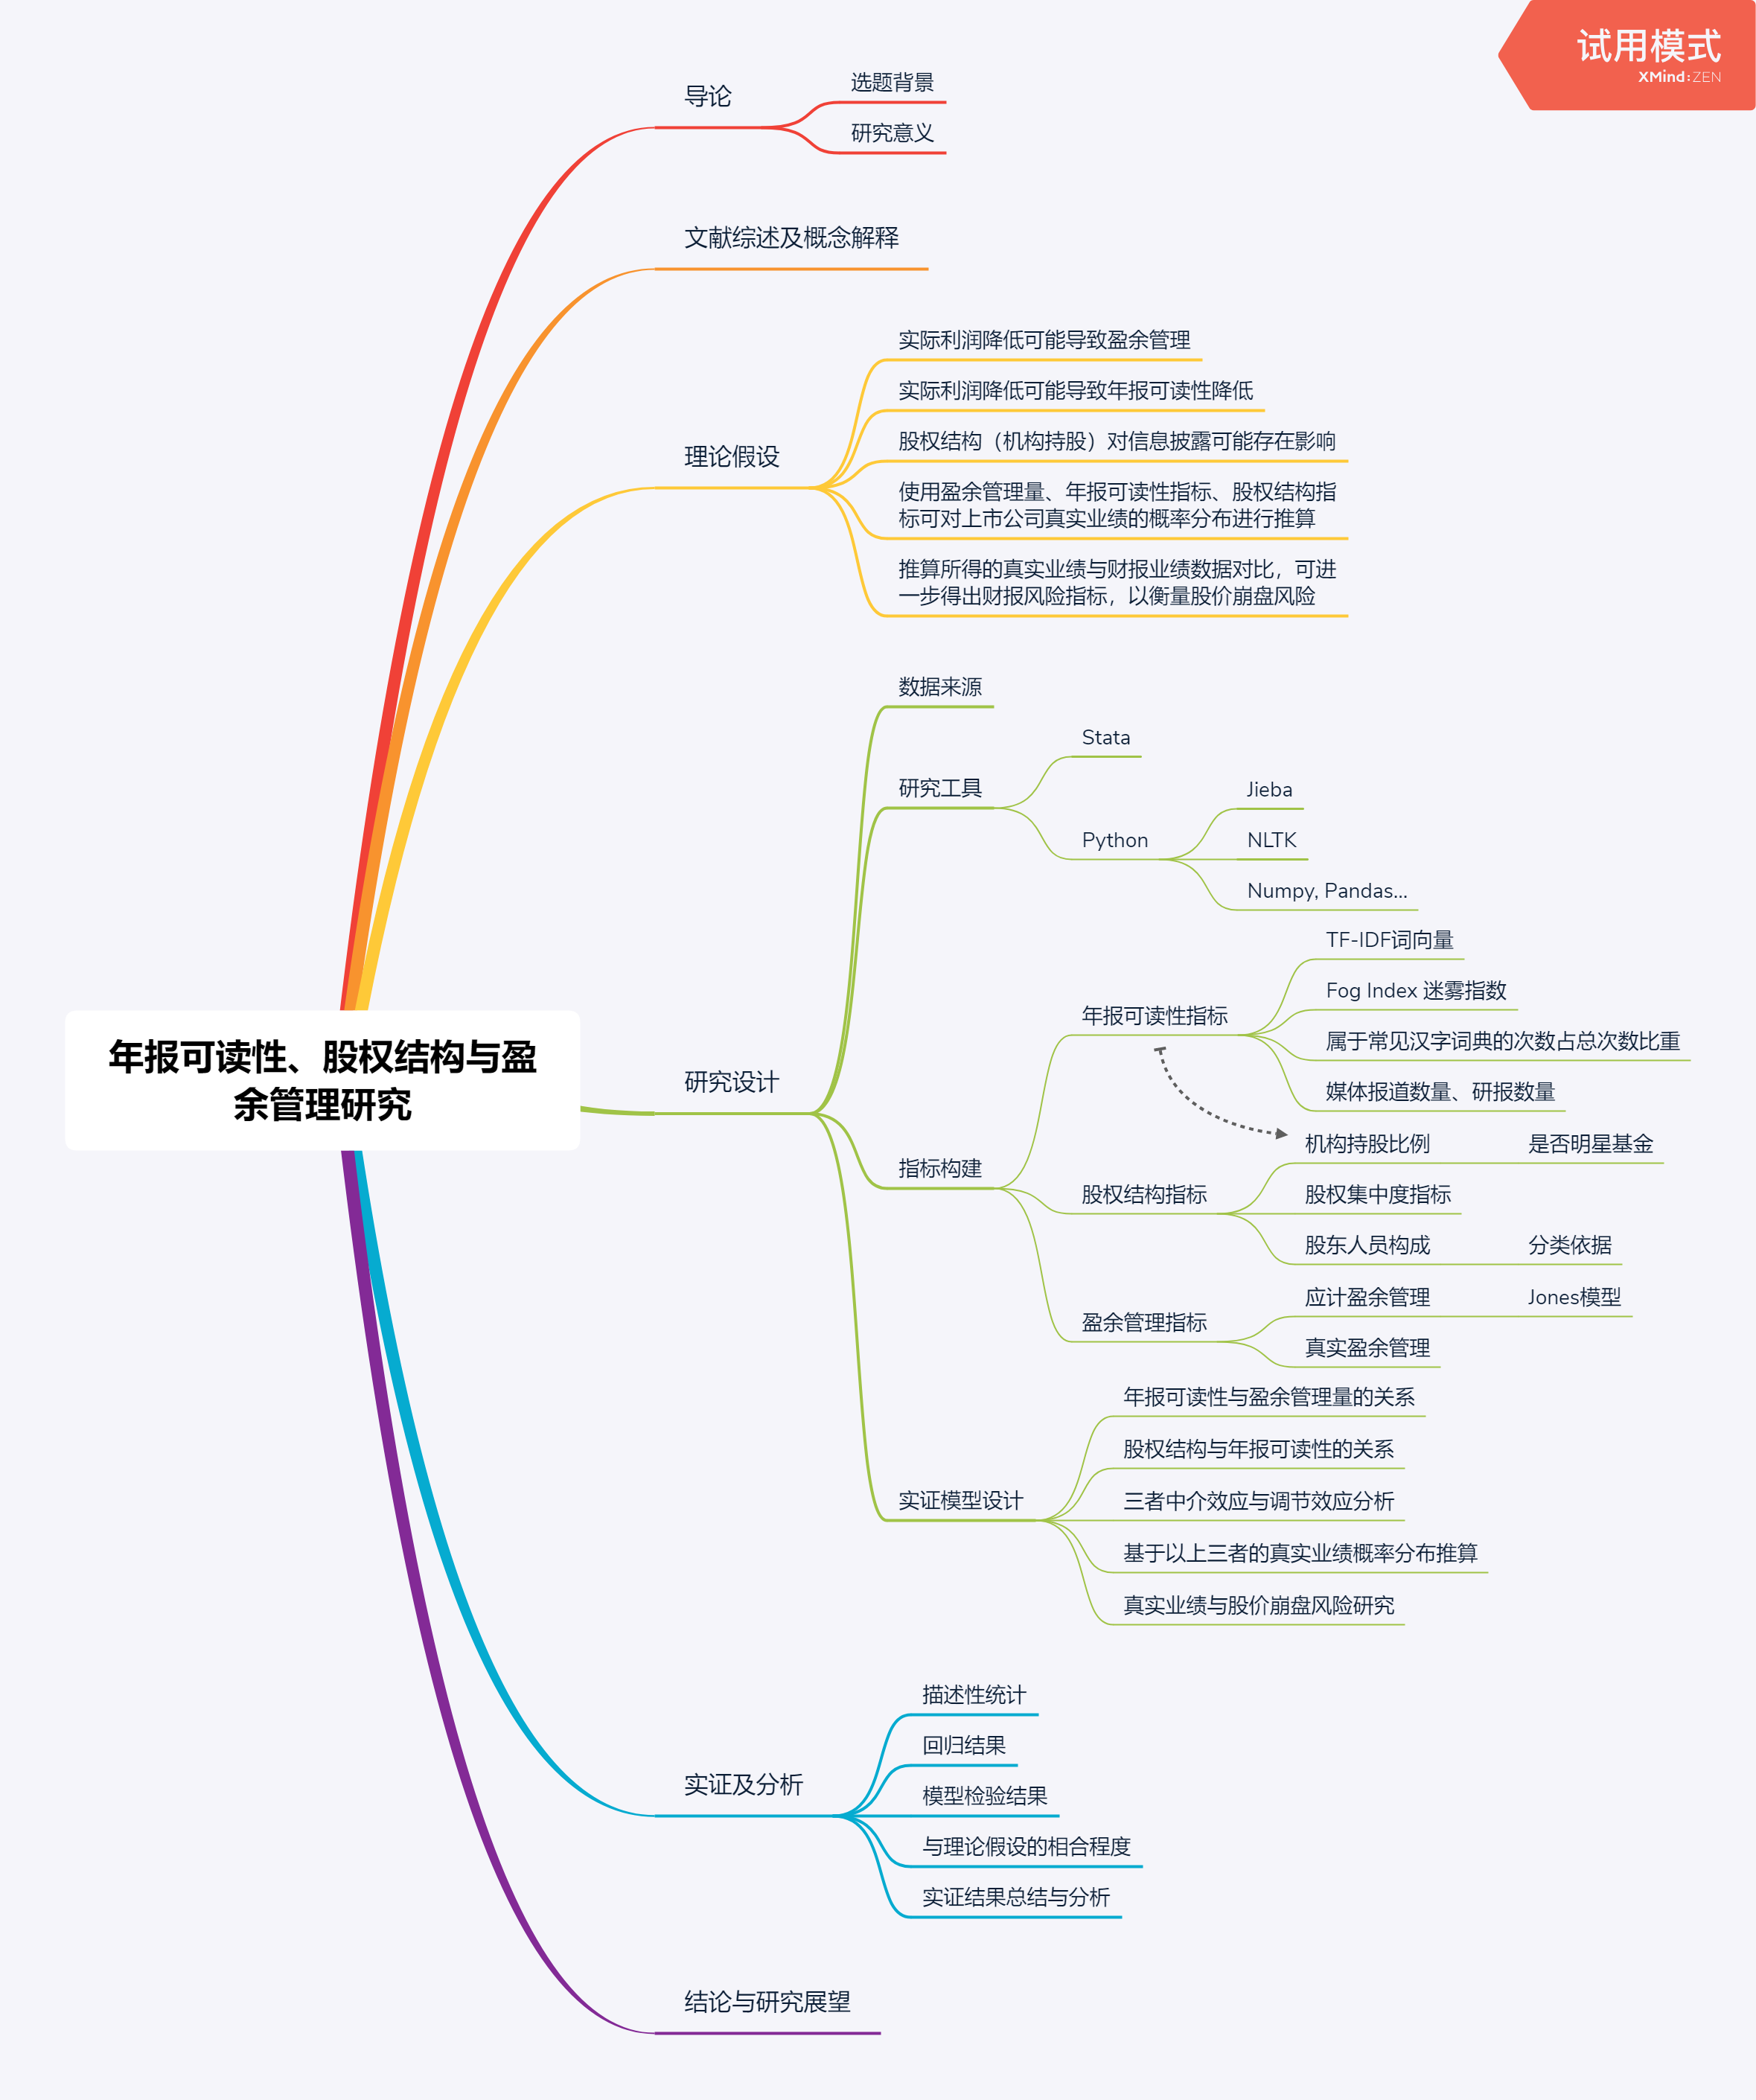 试用模式
XMind:ZEN
年报可读性、股权结构与盈
余管理研究
导论
选题背景
研究意义
文献综述及概念解释
理论假设
实际利润降低可能导致盈余管理
实际利润降低可能导致年报可读性降低
股权结构（机构持股）对信息披露可能存在影响
使用盈余管理量、年报可读性指标、股权结构指
标可对上市公司真实业绩的概率分布进行推算
推算所得的真实业绩与财报业绩数据对比，可进
一步得出财报风险指标，以衡量股价崩盘风险
研究设计
数据来源
研究工具
Stata
Python
Jieba
NLTK
Numpy, Pandas...
指标构建
年报可读性指标
TF-IDF词向量
Fog Index 迷雾指数
属于常见汉字词典的次数占总次数比重
媒体报道数量、研报数量
股权结构指标
机构持股比例
是否明星基金
股权集中度指标
股东人员构成
分类依据
盈余管理指标
应计盈余管理
Jones模型
真实盈余管理
实证模型设计
年报可读性与盈余管理量的关系
股权结构与年报可读性的关系
三者中介效应与调节效应分析
基于以上三者的真实业绩概率分布推算
真实业绩与股价崩盘风险研究
实证及分析
描述性统计
回归结果
模型检验结果
与理论假设的相合程度
实证结果总结与分析
结论与研究展望